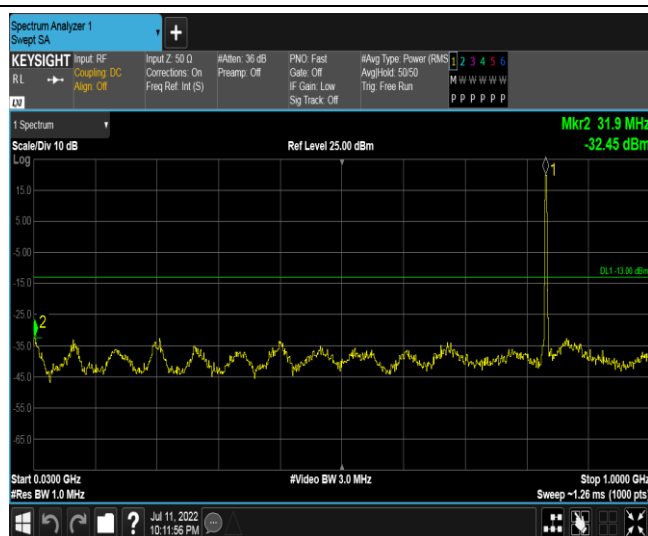 Spectrum Analyzer 1
Swept SA
KEYSIGHT Input: RF Input Z: 50 Ω #Atten: 36 dB PNO: Fast #Avg Type: Power (RMS) 1 2 3 4 5 6
RL Coupling: DC Corrections: On Preamp: Off Gate: Off Avg|Hold: 50/50 M W W W W W
Align: Off Freq Ref: Int (S) IF Gain: Low Trig: Free Run
Sig Track: Off P P P P P P
LXI
1 Spectrum Mkr2 31.9 MHz
Scale/Div 10 dB Ref Level 25.00 dBm -32.45 dBm
Log
1
15.0
5.00
-5.00
DL1 -13.00 dBm
-15.0
-25.0
2
-35.0
-45.0
-55.0
-65.0
Start 0.0300 GHz #Video BW 3.0 MHz Stop 1.0000 GHz
#Res BW 1.0 MHz Sweep ~1.26 ms (1000 pts)
? Jul 11, 2022
10:11:56 PM